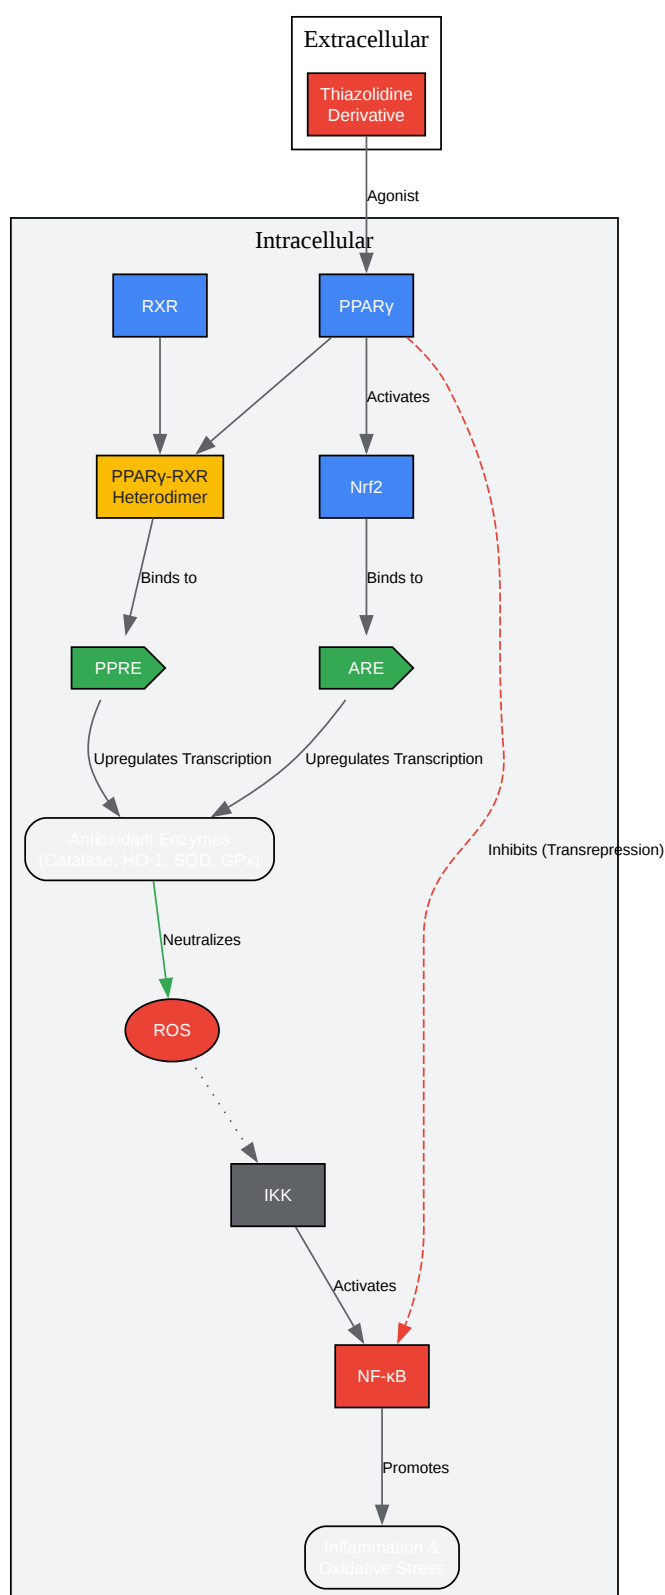 Extracellular
Thiazolidine
Derivative
Agonist
Intracellular
RXR
PPARγ
Activates
PPARγ-RXR
Heterodimer
Nrf2
Binds to
Binds to
PPRE
ARE
Upregulates Transcription
Upregulates Transcription
Antioxidant Enzymes
(Catalase, HO-1, SOD, GPx)
Inhibits (Transrepression)
Neutralizes
ROS
IKK
Activates
NF-κB
Promotes
Inflammation &
Oxidative Stress